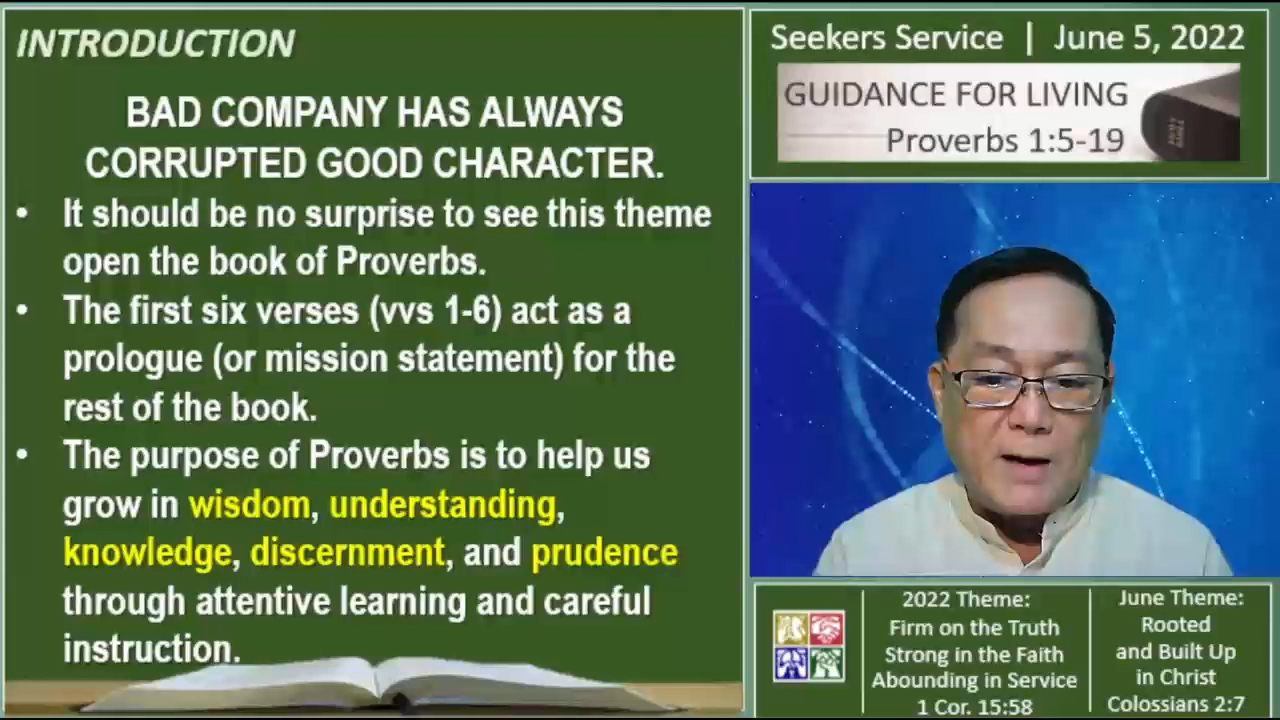 INTRODUCTION
BAD COMPANY HAS ALWAYS
CORRUPTED GOOD CHARACTER.
• It should be no surprise to see this theme
open the book of Proverbs.
• The first six verses (vvs 1-6) act as a
prologue (or mission statement) for the
rest of the book.
• The purpose of Proverbs is to help us
grow in wisdom, understanding,
knowledge, discernment, and prudence
through attentive learning and careful
instruction.
Seekers Service | June 5, 2022
GUIDANCE FOR LIVING
Proverbs 1:5-19
2022 Theme:
Firm on the Truth
Strong in the Faith
Abounding in Service
1 Cor. 15:58
June Theme:
Rooted
and Built Up
in Christ
Colossians 2:7